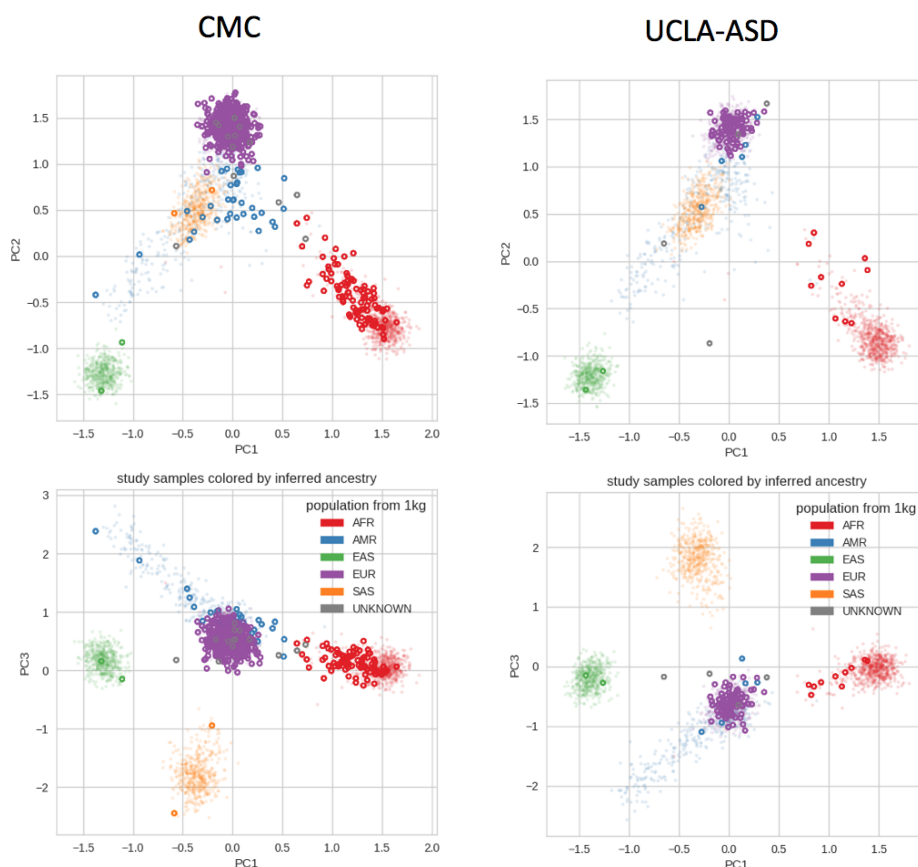 CMC
UCLA-ASD
1.5
1.0
0.5
0.0
−0.5
−1.0
−1.5
PC2
−1.5 −1.0 −0.5 0.0 0.5 1.0 1.5 2.0
PC1
1.5
1.0
0.5
0.0
−0.5
−1.0
−1.5
PC2
−1.5 −1.0 −0.5 0.0 0.5 1.0 1.5
PC1
study samples colored by inferred ancestry
population from 1kg
AFR
AMR
EAS
EUR
SAS
UNKNOWN
3
2
1
0
−1
−2
PC3
−1.5 −1.0 −0.5 0.0 0.5 1.0 1.5 2.0
PC1
study samples colored by inferred ancestry
population from 1kg
AFR
AMR
EAS
EUR
SAS
UNKNOWN
2
1
0
−1
−2
PC3
−1.5 −1.0 −0.5 0.0 0.5 1.0 1.5
PC1